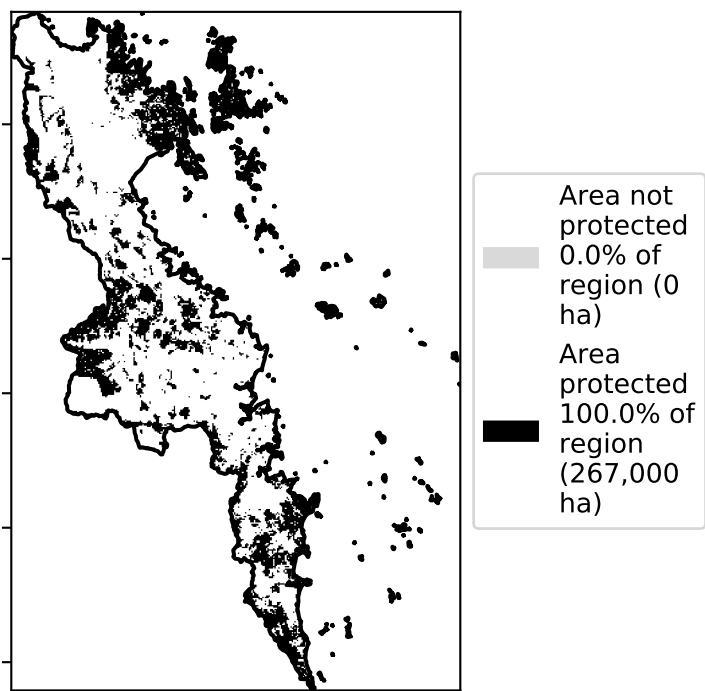 Area not
protected
0.0% of
region (0
ha)
Area
protected
100.0% of
region
(267,000
ha)